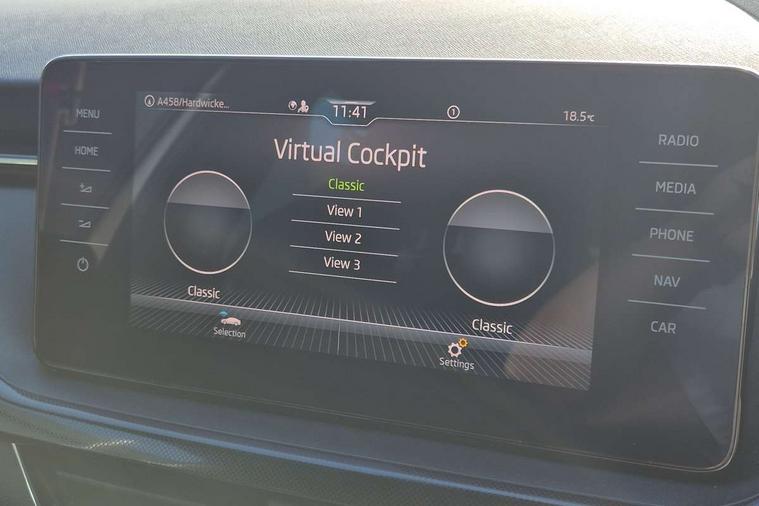 MENU
HOME
A458/Hardwicke...
11:41
1
18.5°C
Virtual Cockpit
Classic
View 1
View 2
View 3
Classic
Classic
Selection
Settings
RADIO
MEDIA
PHONE
NAV
CAR